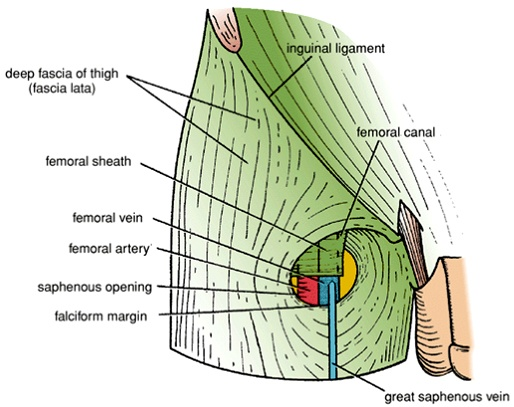 inguinal ligament
deep fascia of thigh
(fascia lata)
femoral canal
femoral sheath
femoral vein
femoral artery
saphenous opening
falciform margin
great saphenous vein